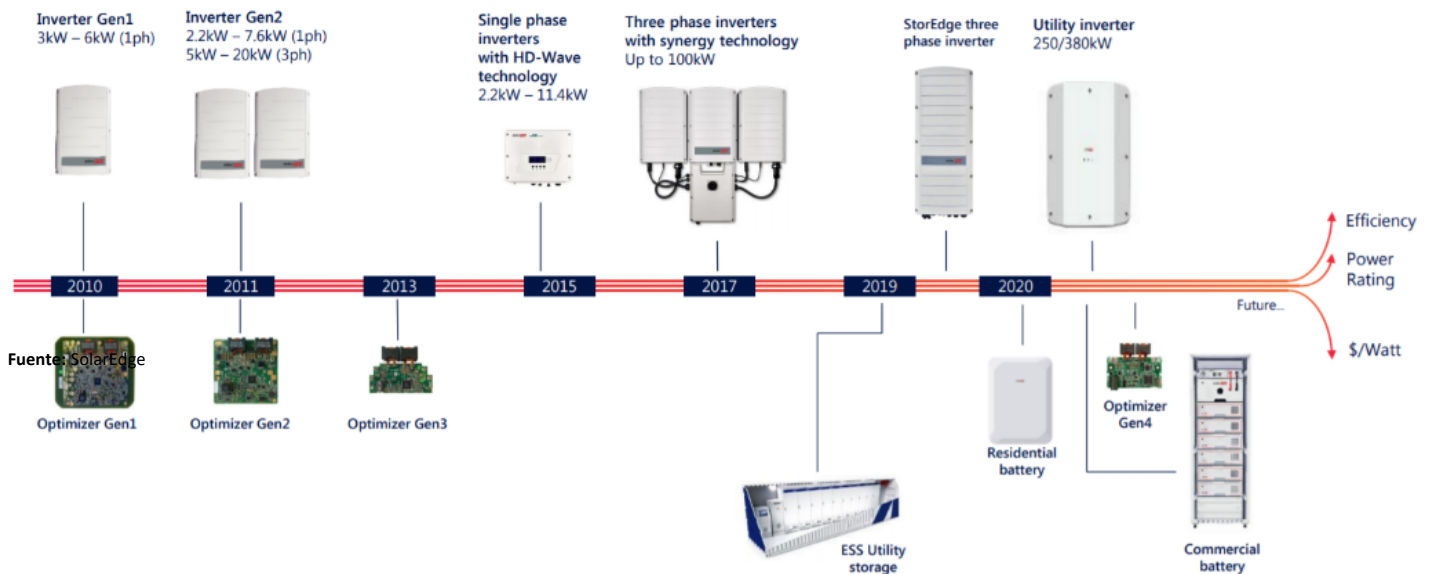 Inverter Gen1
3kW – 6kW (1ph)
Inverter Gen2
2.2kW – 7.6kW (1ph)
5kW – 20kW (3ph)
Single phase
inverters
with HD-Wave
technology
2.2kW – 11.4kW
Three phase inverters
with synergy technology
Up to 100kW
StorEdge three
phase inverter
Utility inverter
250/380kW
Efficiency
Power
Rating
$/Watt
2010
2011
2013
2015
2017
2019
2020
Future...
Fuente: SolarEdge
Optimizer Gen1
Optimizer Gen2
Optimizer Gen3
ESS Utility
storage
Residential
battery
Optimizer
Gen4
Commercial
battery